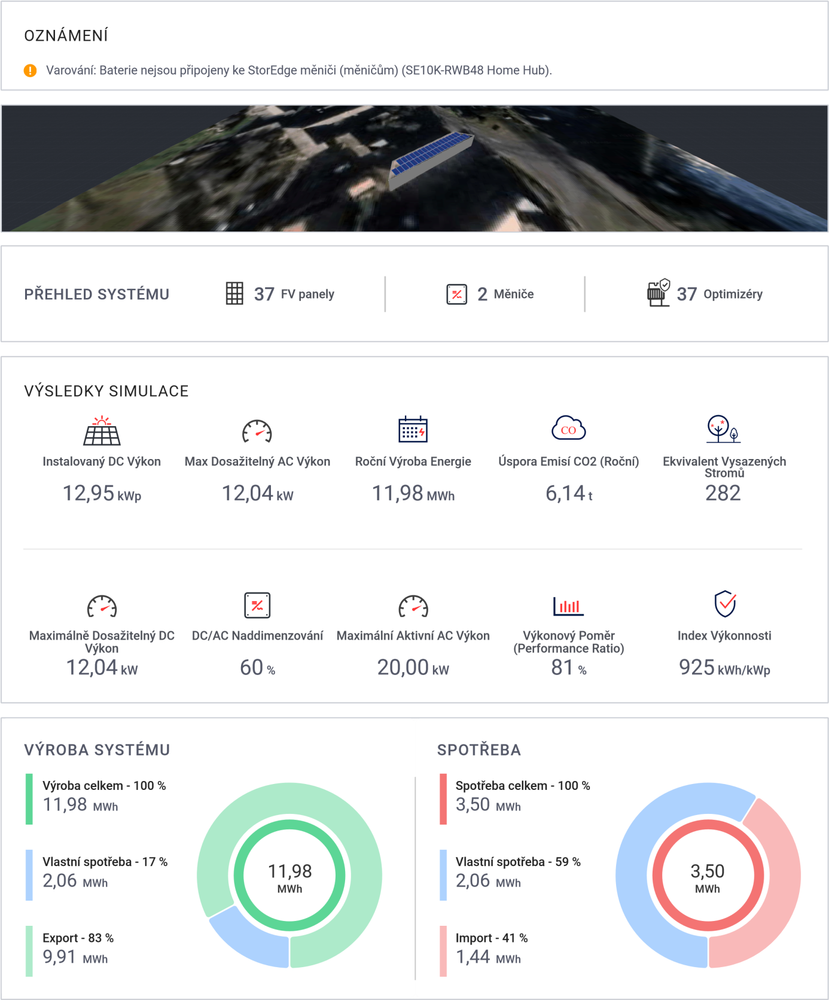 OZNÁMENÍ
Varování: Baterie nejsou připojeny ke StorEdge měniči (měničům) (SE10K-RWB48 Home Hub).
PŘEHLED SYSTÉMU
37 FV panely
2 Měniče
37 Optimizéry
VÝSLEDKY SIMULACE
CO
Instalovaný DC Výkon
12,95 kWp
Max Dosažitelný AC Výkon
12,04 kW
Roční Výroba Energie
11,98 MWh
Úspora Emisí CO2 (Roční)
6,14 t
Ekvivalent Vysazených
Stromů
282
Maximálně Dosažitelný DC
Výkon
12,04 kW
DC/AC Naddimenzování
60 %
Maximální Aktivní AC Výkon
20,00 kW
Výkonový Poměr
(Performance Ratio)
81 %
Index Výkonnosti
925 kWh/kWp
VÝROBA SYSTÉMU
Výroba celkem - 100 %
11,98 MWh
Vlastní spotřeba - 17 %
2,06 MWh
Export - 83 %
9,91 MWh
11,98
MWh
SPOTŘEBA
Spotřeba celkem - 100 %
3,50 MWh
Vlastní spotřeba - 59 %
2,06 MWh
Import - 41 %
1,44 MWh
3,50
MWh